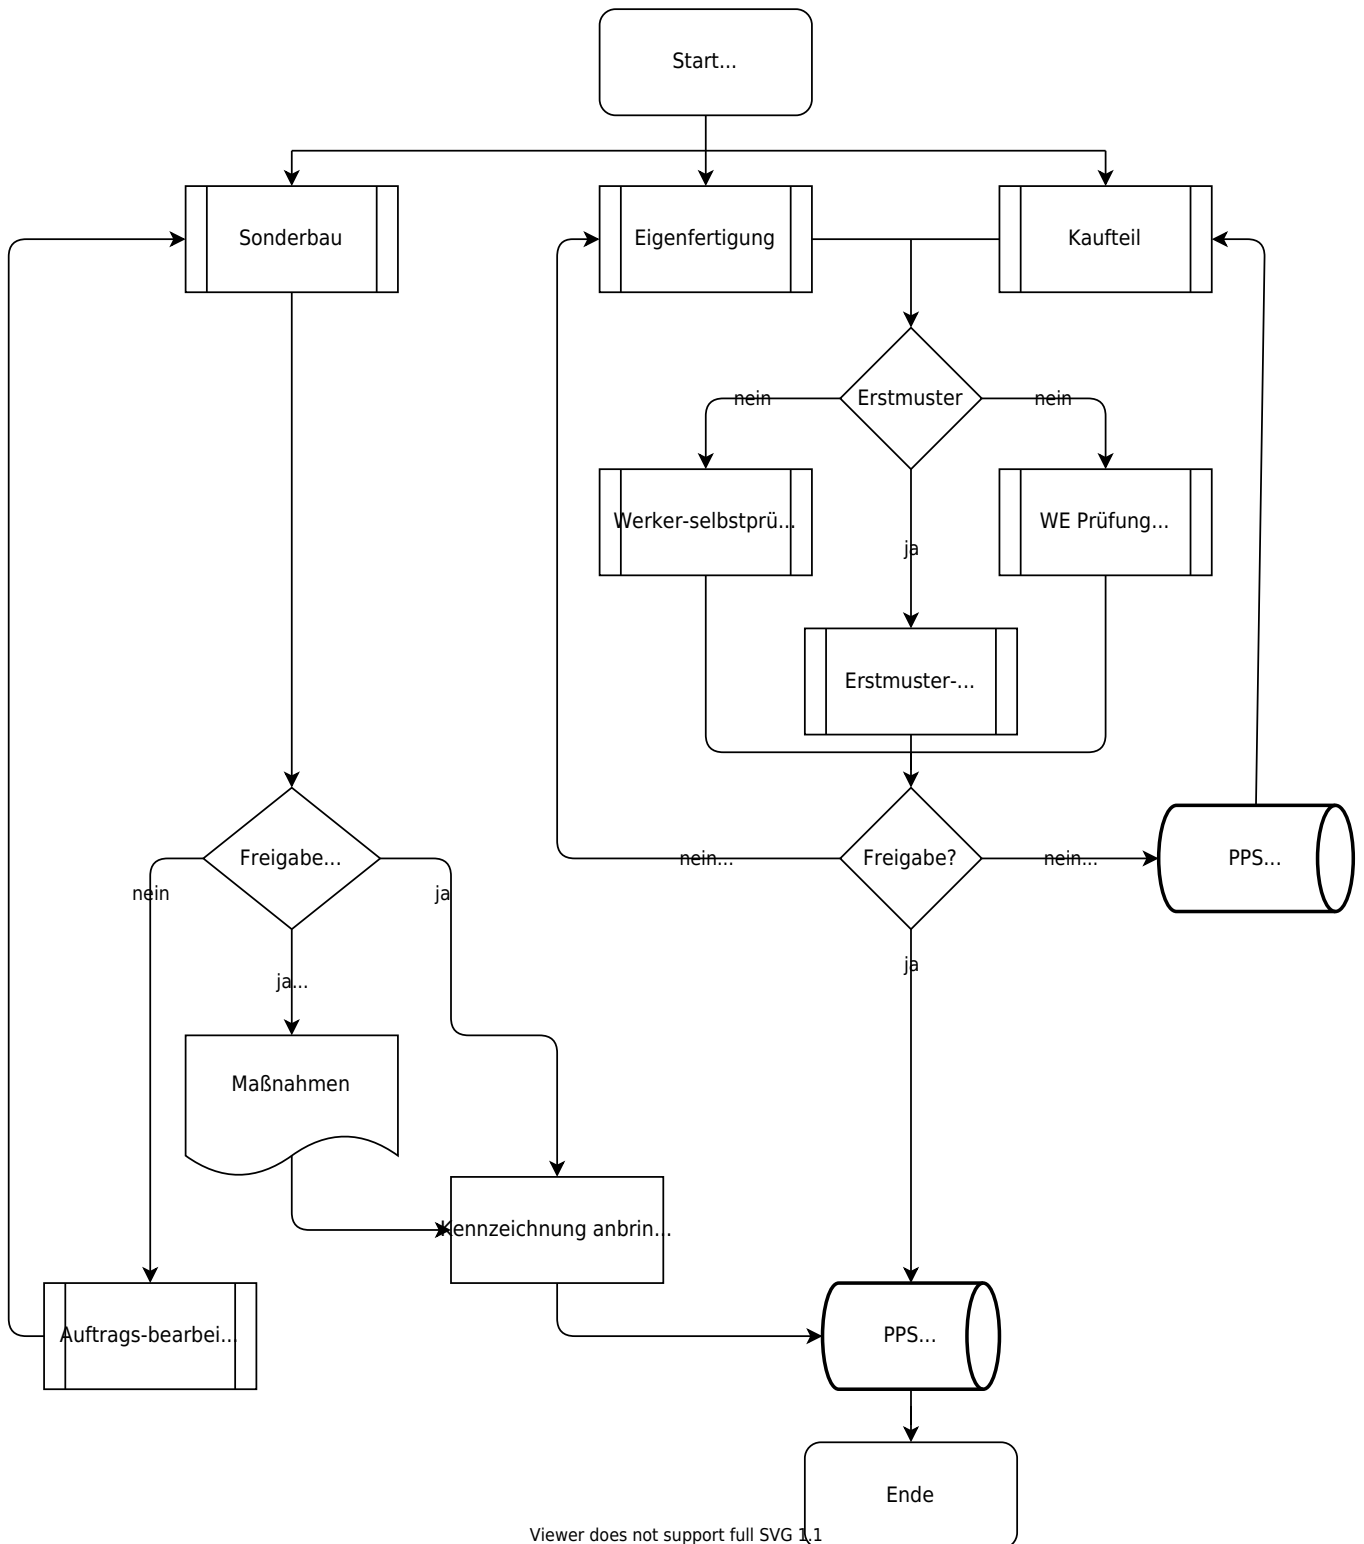 Start...
Sonderbau
Eigenfertigung
Kaufteil
nein
Erstmuster
nein
Werker-selbstprü...
WE Prüfung...
ja
Erstmuster-...
Freigabe...
nein...
Freigabe?
nein...
PPS...
nein
ja
ja
ja...
Maßnahmen
Kennzeichnung anbrin...
Auftrags-bearbei...
PPS...
Ende
Viewer does not support full SVG 1.1